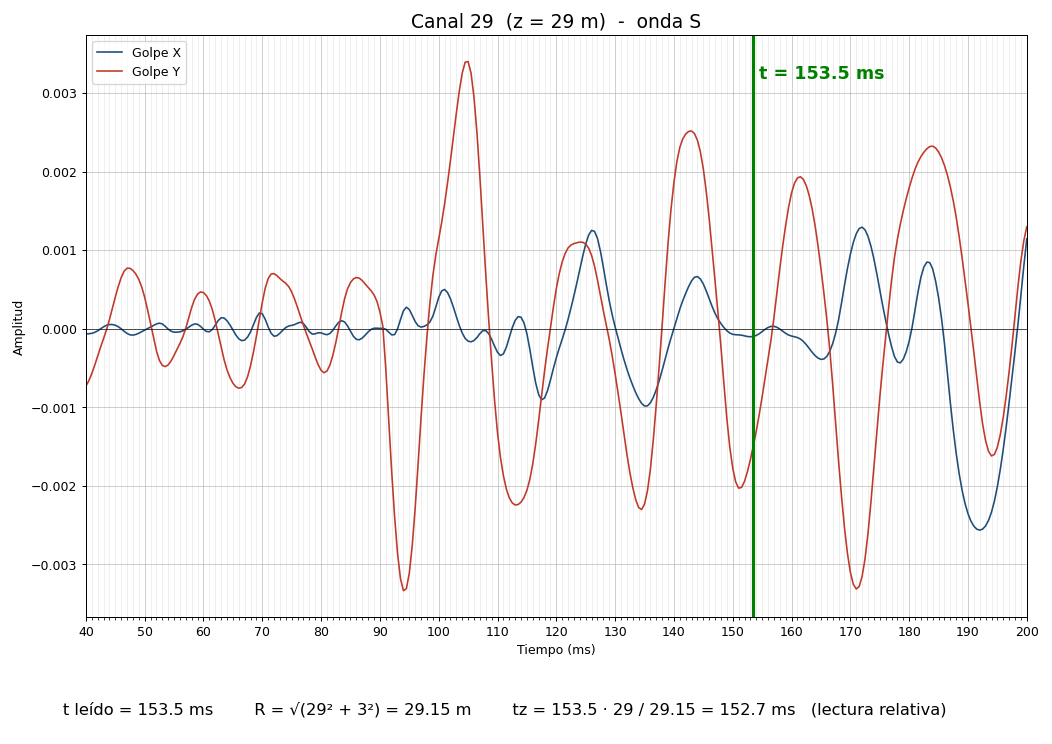 Canal 29 (z = 29 m) - onda S
Golpe X
Golpe Y
t = 153.5 ms
0.003
0.002
0.001
0.000
−0.001
−0.002
−0.003
Amplitud
40 50 60 70 80 90 100 110 120 130 140 150 160 170 180 190 200
Tiempo (ms)
t leído = 153.5 ms R = √(29² + 3²) = 29.15 m tz = 153.5 · 29 / 29.15 = 152.7 ms (lectura relativa)